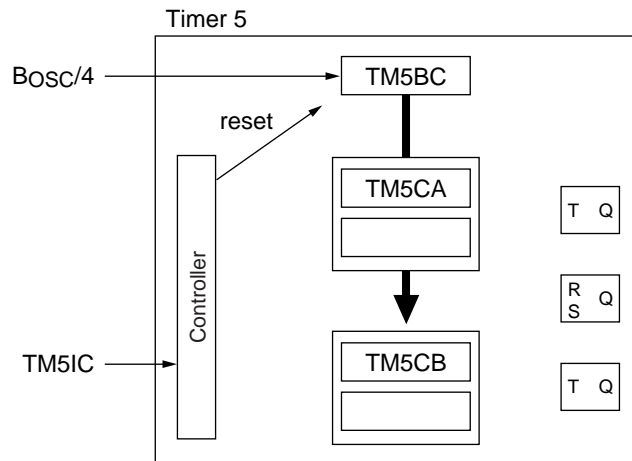 Timer 5
BOSC/4
TM5BC
reset
TM5CA
T Q
Controller
R
S Q
TM5IC
TM5CB
T Q